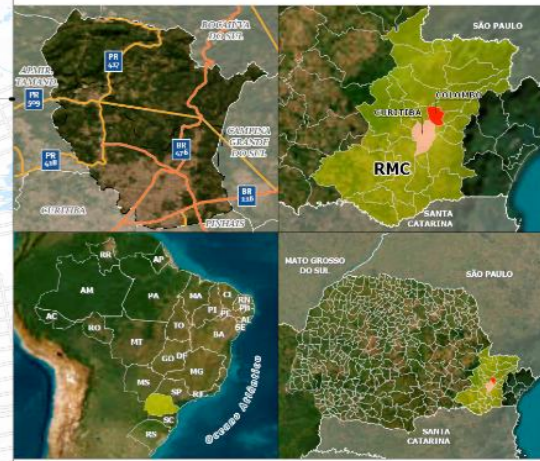 BOCAIÚVA
DO SUL
PR
417
ALMIR.
TAMAND.
PR
509
CAMPINA
GRANDE
DO SUL
PR
418
BR
476
BR
116
CURITIBA
PINHAIS
SÃO PAULO
COLOMBO
CURITIBA
RMC
SANTA
CATARINA
RR
AP
AM
PA
MA
CE
RN
PB
PI
PE
AL
SE
AC
RO
TO
BA
MT
GO
DF
MG
MS
SP
RJ
SC
RS
Oceano Atlântico
MATO GROSSO
DO SUL
SÃO PAULO
SANTA
CATARINA